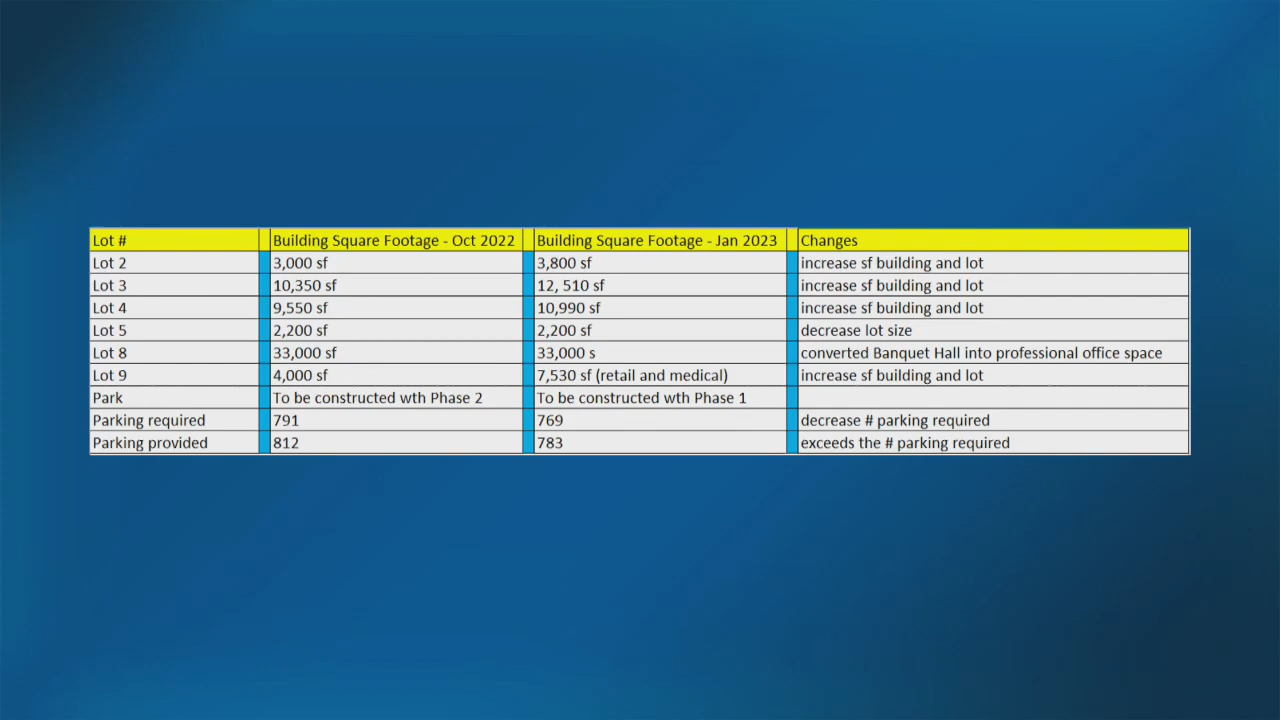 Lot # Building Square Footage - Oct 2022 Building Square Footage - Jan 2023 Changes
Lot 2 3,000 sf 3,800 sf increase sf building and lot
Lot 3 10,350 sf 12, 510 sf increase sf building and lot
Lot 4 9,550 sf 10,990 sf increase sf building and lot
Lot 5 2,200 sf 2,200 sf decrease lot size
Lot 8 33,000 sf 33,000 s converted Banquet Hall into professional office space
Lot 9 4,000 sf 7,530 sf (retail and medical) increase sf building and lot
Park To be constructed wth Phase 2 To be constructed wth Phase 1
Parking required 791 769 decrease # parking required
Parking provided 812 783 exceeds the # parking required